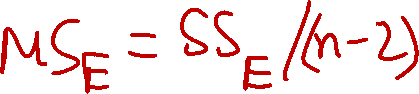 MS_E = SS_E/(n-2)